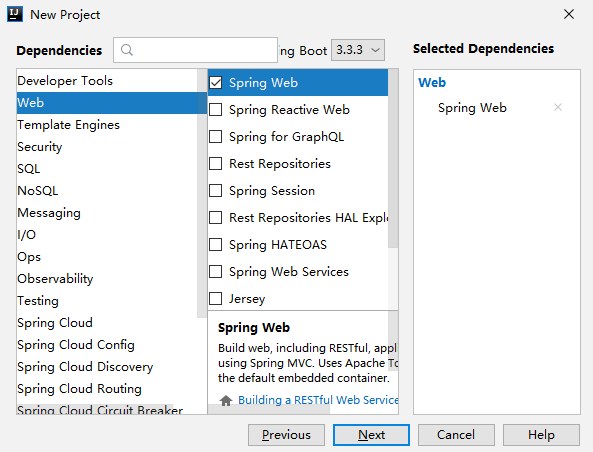 New Project
Dependencies
ng Boot 3.3.3
Selected Dependencies
Developer Tools
Web
Template Engines
Security
SQL
NoSQL
Messaging
I/O
Ops
Observability
Testing
Spring Cloud
Spring Cloud Config
Spring Cloud Discovery
Spring Cloud Routing
Spring Cloud Circuit Breaker
Spring Web
Spring Reactive Web
Spring for GraphQL
Rest Repositories
Spring Session
Rest Repositories HAL Explo
Spring HATEOAS
Spring Web Services
Jersey
Spring Web
Build web, including RESTful, appl
using Spring MVC. Uses Apache To
the default embedded container.
Building a RESTful Web Service
Web
Spring Web
Previous
Next
Cancel
Help